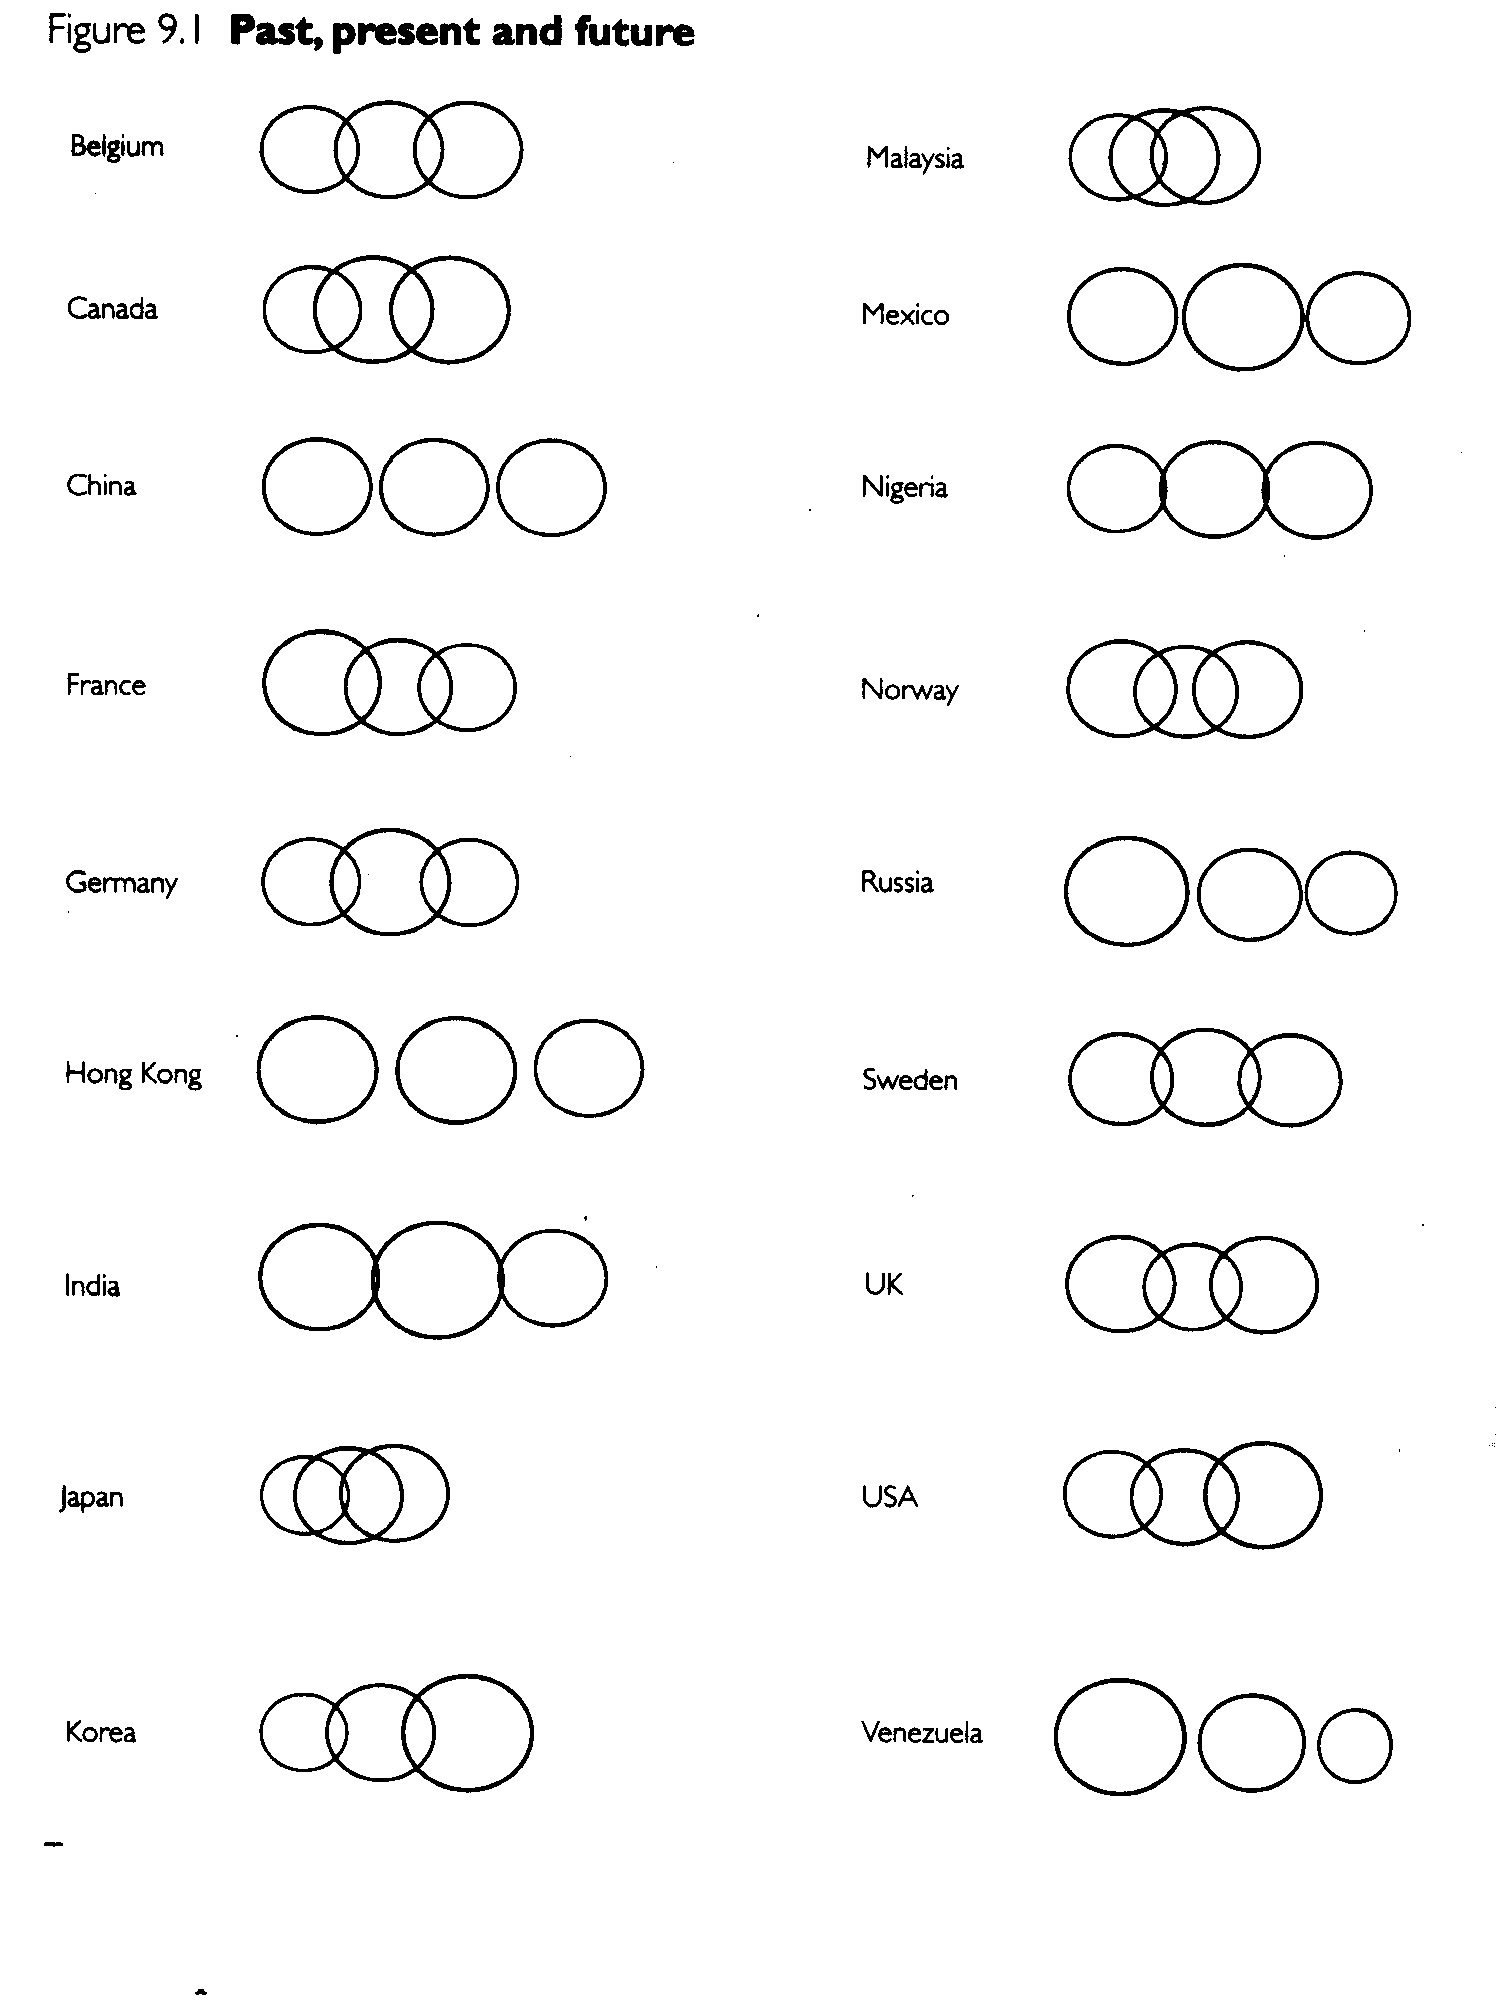 Figure 9.1 Past, present and future
Belgium
Canada
China
France
Germany
Hong Kong
India
Japan
Korea
Malaysia
Mexico
Nigeria
Norway
Russia
Sweden
UK
USA
Venezuela